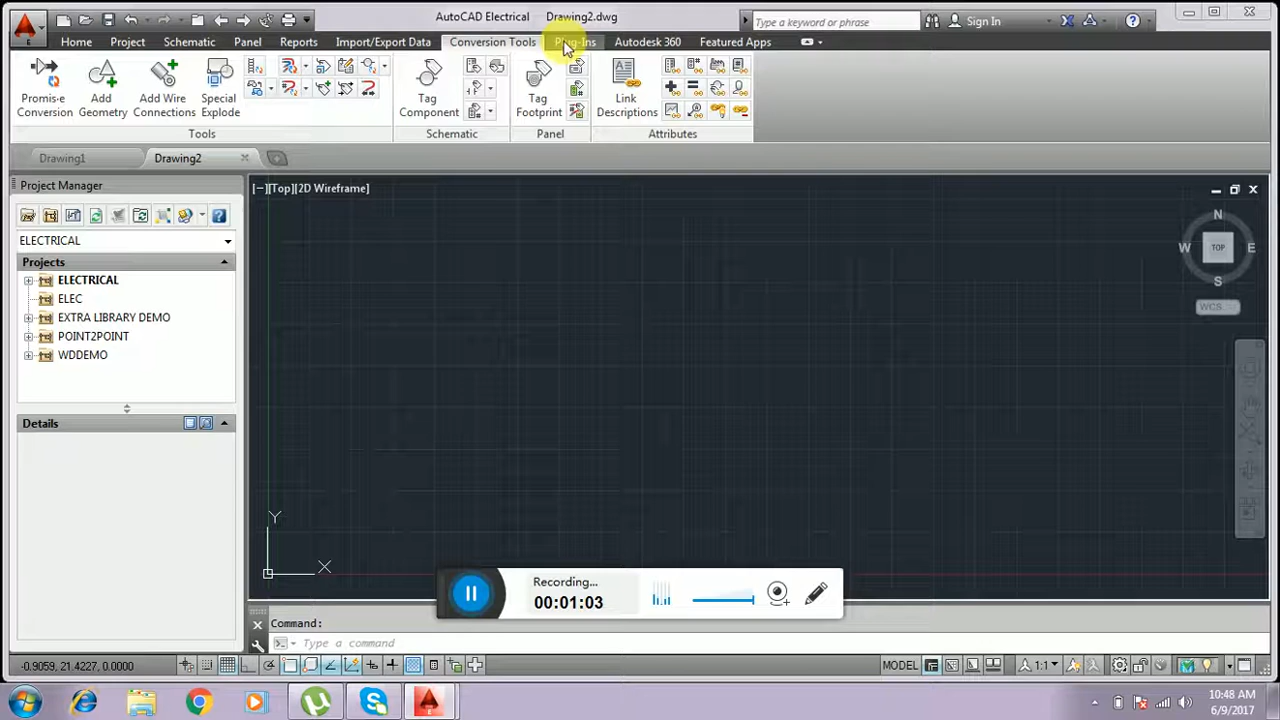 AutoCAD Electrical Drawing2.dwg
Type a keyword or phrase
Sign In
Home Project Schematic Panel Reports Import/Export Data Conversion Tools Plug-Ins Autodesk 360 Featured Apps
Promis-e
Conversion
Add
Geometry
Add Wire
Connections
Special
Explode
Tag
Component
Tag
Footprint
Link
Descriptions
Tools Schematic Panel Attributes
Drawing1 Drawing2
Project Manager
[−][Top][2D Wireframe]
ELECTRICAL
Projects
ELECTRICAL
ELEC
EXTRA LIBRARY DEMO
POINT2POINT
WDDEMO
Details
N
W TOP E
S
WCS
Y
X
Recording...
00:01:03
Command:
Type a command
-0.9059, 21.4227, 0.0000
MODEL
1:1
10:48 AM
6/9/2017